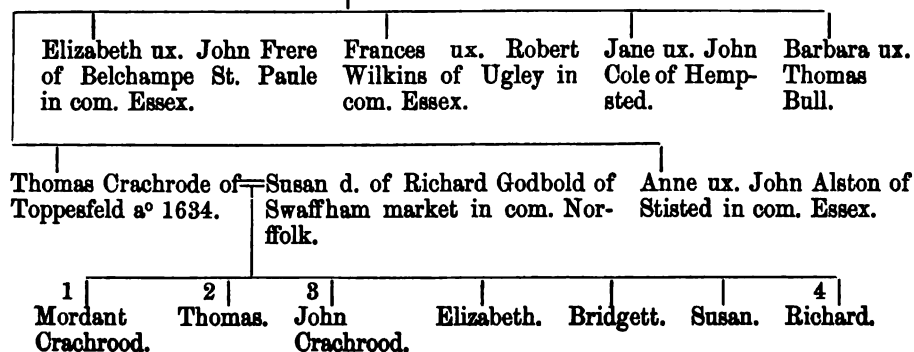 Elizabeth ux. John Frere
of Belchampe St. Paule
in com. Essex.
Frances ux. Robert
Wilkins of Ugley in
com. Essex.
Jane ux. John
Cole of Hemp-
sted.
Barbara ux.
Thomas
Bull.
Thomas Crachrode of
Toppesfeld aº 1634.
Susan d. of Richard Godbold of
Swaffham market in com. Nor-
ffolk.
Anne ux. John Alston of
Stisted in com. Essex.
1
Mordant
Crachrood.
2
Thomas.
3
John
Crachrood.
Elizabeth.
Bridgett.
Susan.
4
Richard.